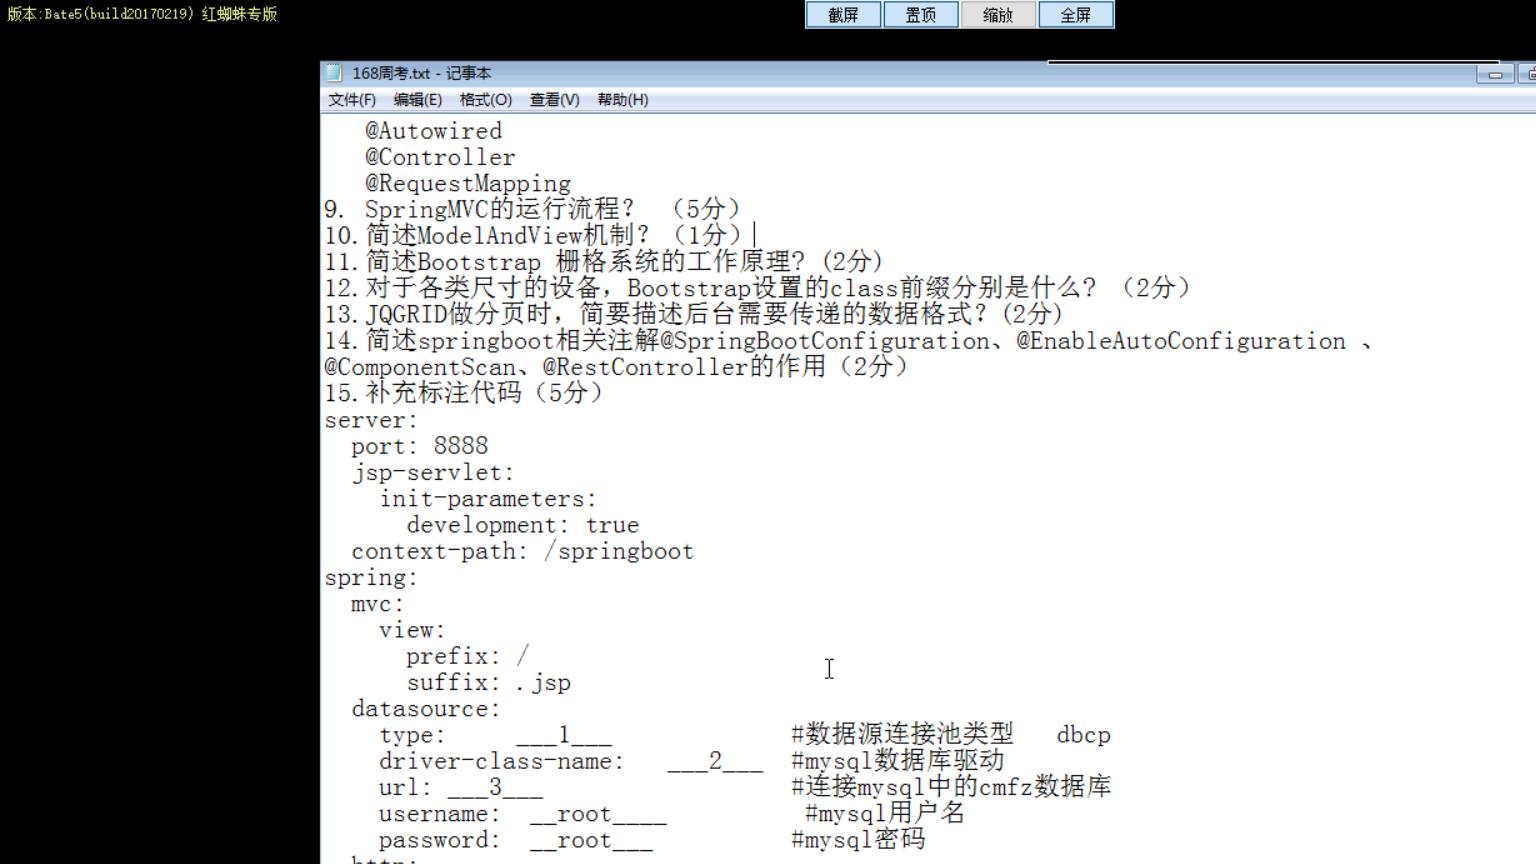 版本:Bate5(build20170219) 红蜘蛛专版
截屏 置顶 缩放 全屏
168周考.txt - 记事本
文件(F) 编辑(E) 格式(O) 查看(V) 帮助(H)
@Autowired
@Controller
@RequestMapping
9. SpringMVC的运行流程？ （5分）
10.简述ModelAndView机制？（1分）
11.简述Bootstrap 栅格系统的工作原理？(2分)
12.对于各类尺寸的设备，Bootstrap设置的class前缀分别是什么？（2分）
13.JQGRID做分页时，简要描述后台需要传递的数据格式？(2分)
14.简述springboot相关注解@SpringBootConfiguration、@EnableAutoConfiguration 、
@ComponentScan、@RestController的作用（2分）
15.补充标注代码（5分）
server:
port: 8888
jsp-servlet:
init-parameters:
development: true
context-path: /springboot
spring:
mvc:
view:
prefix: /
suffix: .jsp
datasource:
type: ___1___ #数据源连接池类型 dbcp
driver-class-name: ___2___ #mysql数据库驱动
url: ___3___ #连接mysql中的cmfz数据库
username: __root____ #mysql用户名
password: __root___ #mysql密码